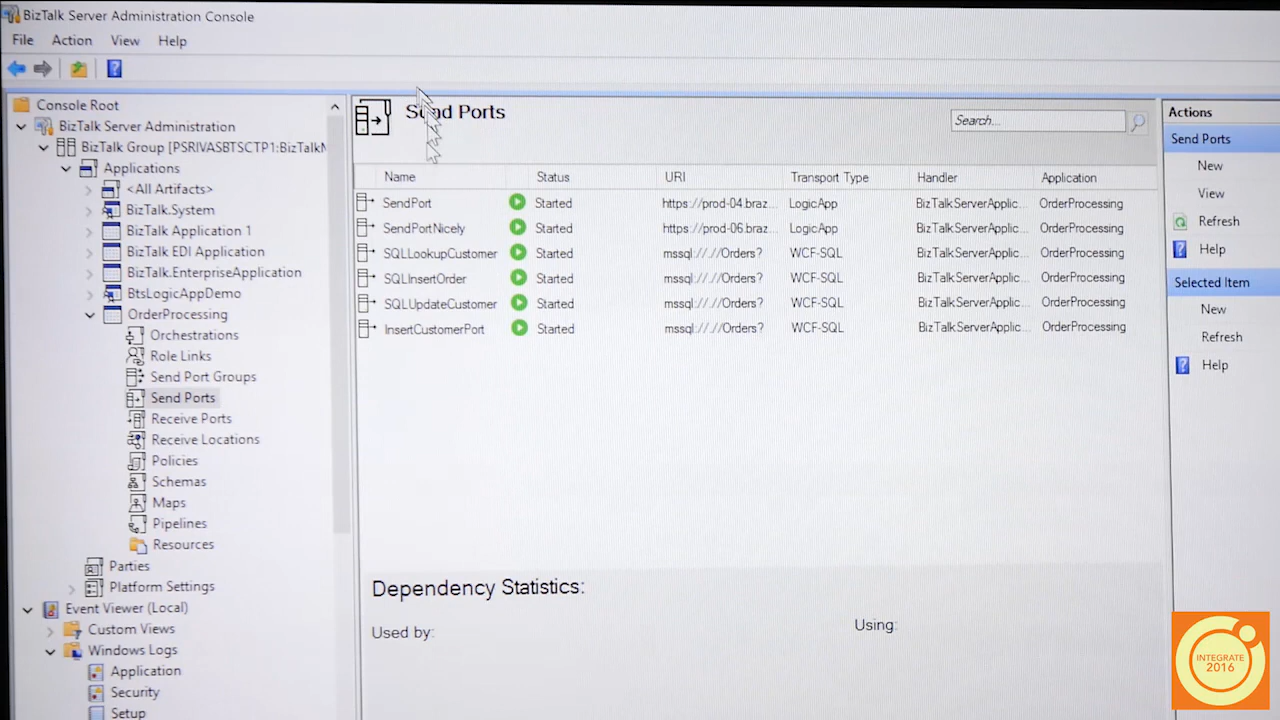 BizTalk Server Administration Console
File Action View Help
Console Root
BizTalk Server Administration
BizTalk Group [PSRIVASBTSCTP1:BizTalkM
Applications
<All Artifacts>
BizTalk.System
BizTalk Application 1
BizTalk EDI Application
BizTalk.EnterpriseApplication
BtsLogicAppDemo
OrderProcessing
Orchestrations
Role Links
Send Port Groups
Send Ports
Receive Ports
Receive Locations
Policies
Schemas
Maps
Pipelines
Resources
Parties
Platform Settings
Event Viewer (Local)
Custom Views
Windows Logs
Application
Security
Setup
Send Ports
Search...
Name Status URI Transport Type Handler Application
SendPort Started https://prod-04.braz... LogicApp BizTalkServerApplic... OrderProcessing
SendPortNicely Started https://prod-06.braz... LogicApp BizTalkServerApplic... OrderProcessing
SQLLookupCustomer Started mssql://.//Orders? WCF-SQL BizTalkServerApplic... OrderProcessing
SQLInsertOrder Started mssql://.//Orders? WCF-SQL BizTalkServerApplic... OrderProcessing
SQLUpdateCustomer Started mssql://.//Orders? WCF-SQL BizTalkServerApplic... OrderProcessing
InsertCustomerPort Started mssql://.//Orders? WCF-SQL BizTalkServerApplic... OrderProcessing
Dependency Statistics:
Used by:
Using:
Actions
Send Ports
New
View
Refresh
Help
Selected Item
New
Refresh
Help
INTEGRATE
2016